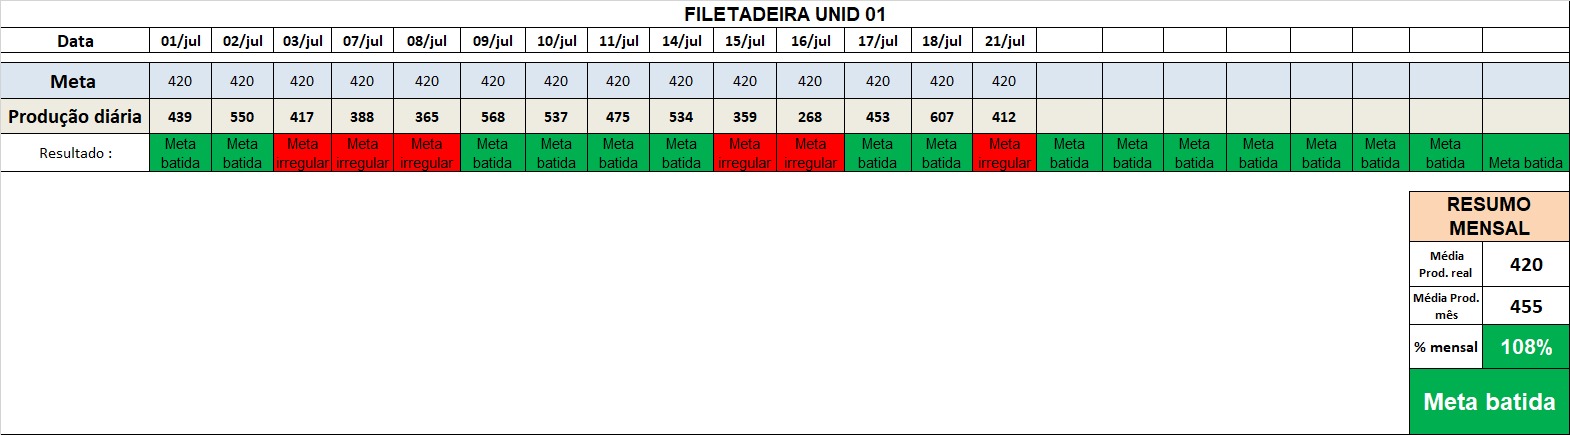 FILETADEIRA UNID 01
Data 01/jul 02/jul 03/jul 07/jul 08/jul 09/jul 10/jul 11/jul 14/jul 15/jul 16/jul 17/jul 18/jul 21/jul
Meta 420 420 420 420 420 420 420 420 420 420 420 420 420 420
Produção diária 439 550 417 388 365 568 537 475 534 359 268 453 607 412
Resultado : Meta batida Meta batida Meta irregular Meta irregular Meta irregular Meta batida Meta batida Meta batida Meta batida Meta irregular Meta irregular Meta batida Meta batida Meta irregular Meta batida Meta batida Meta batida Meta batida Meta batida Meta batida Meta batida Meta batida
RESUMO
MENSAL
Média
Prod. real 420
Média Prod.
mês 455
% mensal 108%
Meta batida